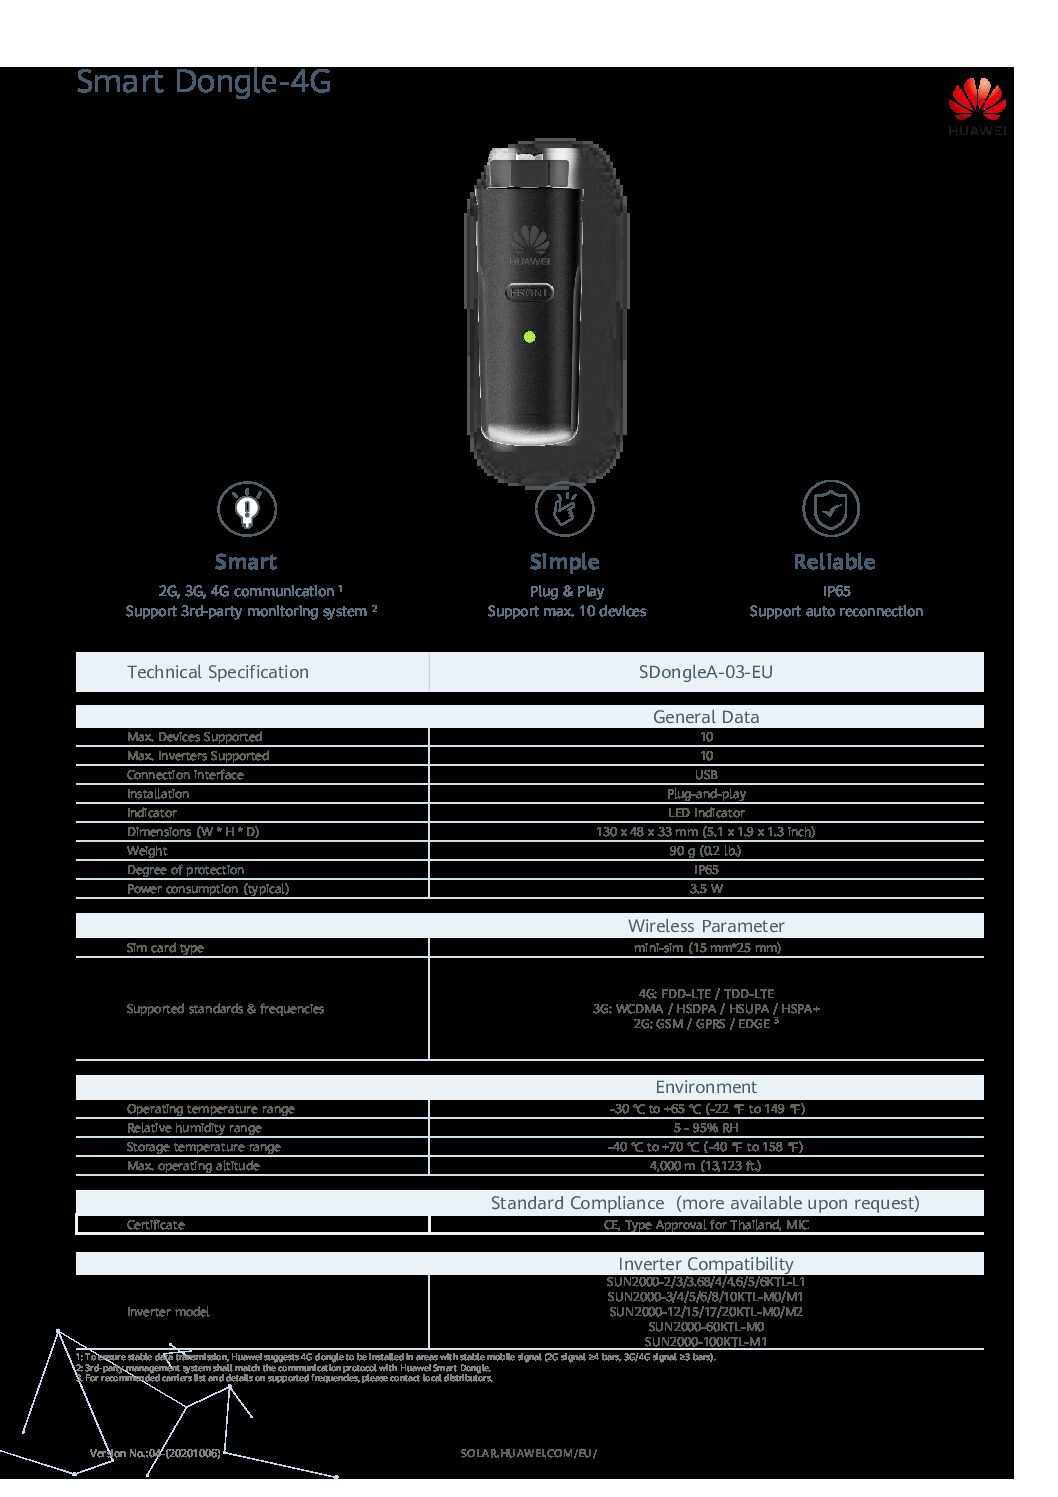 Smart Dongle-4G
HUAWEI
HUAWEI
FRONT
Smart
2G, 3G, 4G communication ¹
Support 3rd-party monitoring system ²
Simple
Plug & Play
Support max. 10 devices
Reliable
IP65
Support auto reconnection
Technical Specification SDongleA-03-EU
General Data
Max. Devices Supported 10
Max. Inverters Supported 10
Connection interface USB
Installation Plug-and-play
Indicator LED Indicator
Dimensions (W * H * D) 130 x 48 x 33 mm (5.1 x 1.9 x 1.3 inch)
Weight 90 g (0.2 lb.)
Degree of protection IP65
Power consumption (typical) 3.5 W
Wireless Parameter
Sim card type mini-sim (15 mm*25 mm)
Supported standards & frequencies
4G: FDD-LTE / TDD-LTE
3G: WCDMA / HSDPA / HSUPA / HSPA+
2G: GSM / GPRS / EDGE ³
Environment
Operating temperature range -30 ℃ to +65 ℃ (-22 ℉ to 149 ℉)
Relative humidity range 5 - 95% RH
Storage temperature range -40 ℃ to +70 ℃ (-40 ℉ to 158 ℉)
Max. operating altitude 4,000 m (13,123 ft.)
Standard Compliance (more available upon request)
Certificate CE, Type Approval for Thailand, MIC
Inverter Compatibility
Inverter model
SUN2000-2/3/3.68/4/4.6/5/6KTL-L1
SUN2000-3/4/5/6/8/10KTL-M0/M1
SUN2000-12/15/17/20KTL-M0/M2
SUN2000-60KTL-M0
SUN2000-100KTL-M1
1: To ensure stable data transmission, Huawei suggests 4G dongle to be installed in areas with stable mobile signal (2G signal ≥4 bars, 3G/4G signal ≥3 bars).
2: 3rd-party management system shall match the communication protocol with Huawei Smart Dongle.
3. For recommended carriers list and details on supported frequencies, please contact local distributors.
Version No.:04-(20201006)
SOLAR.HUAWEI.COM/EU/